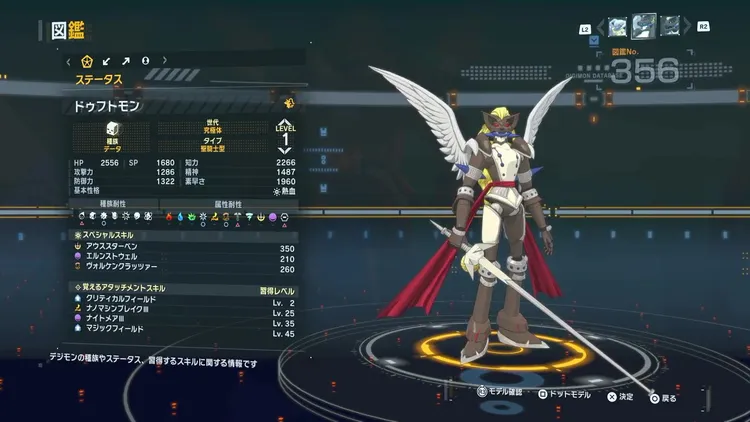 図鑑
L2
R2
図鑑No.
DIGIMON DATABASE
356
ステータス
ドゥフトモン
種族
データ
世代
究極体
タイプ
聖騎士型
LEVEL
1
HP 2556 SP 1680 知力 2266
攻撃力 1286 精神 1487
防御力 1322 素早さ 1960
基本性格 熱血
種族耐性 属性耐性
スペシャルスキル
アウスシュターベン 350
エルンストヴェル 210
ヴォルケンクラッツァー 260
覚えるアタッチメントスキル 習得レベル
クリティカルフィールド Lv. 2
ナノマシンブレイクIII Lv. 25
ナイトメアIII Lv. 35
マジックフィールド Lv. 45
デジモンの種族やステータス、習得するスキルに関する情報です
R3 モデル確認 ドットモデル 決定 戻る